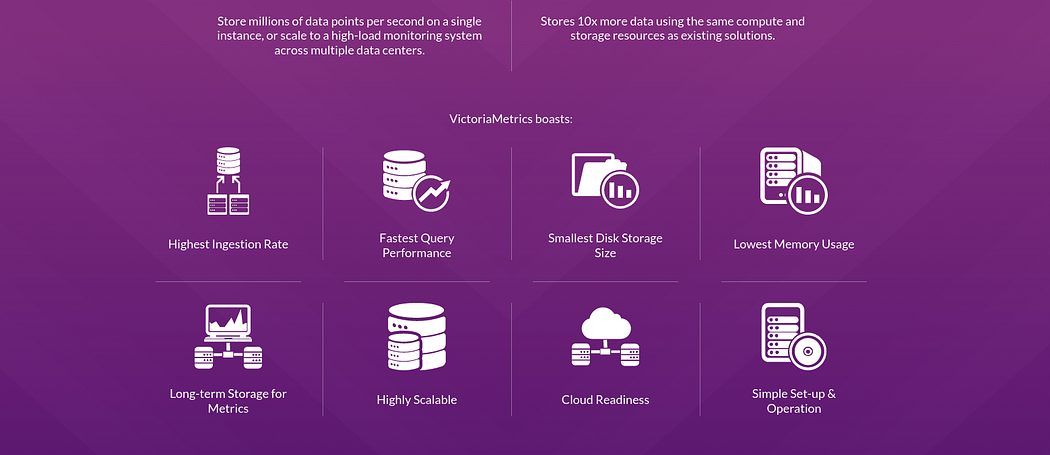 Store millions of data points per second on a single
instance, or scale to a high-load monitoring system
across multiple data centers.
Stores 10x more data using the same compute and
storage resources as existing solutions.
VictoriaMetrics boasts:
Highest Ingestion Rate
Fastest Query
Performance
Smallest Disk Storage
Size
Lowest Memory Usage
Long-term Storage for
Metrics
Highly Scalable
Cloud Readiness
Simple Set-up &
Operation